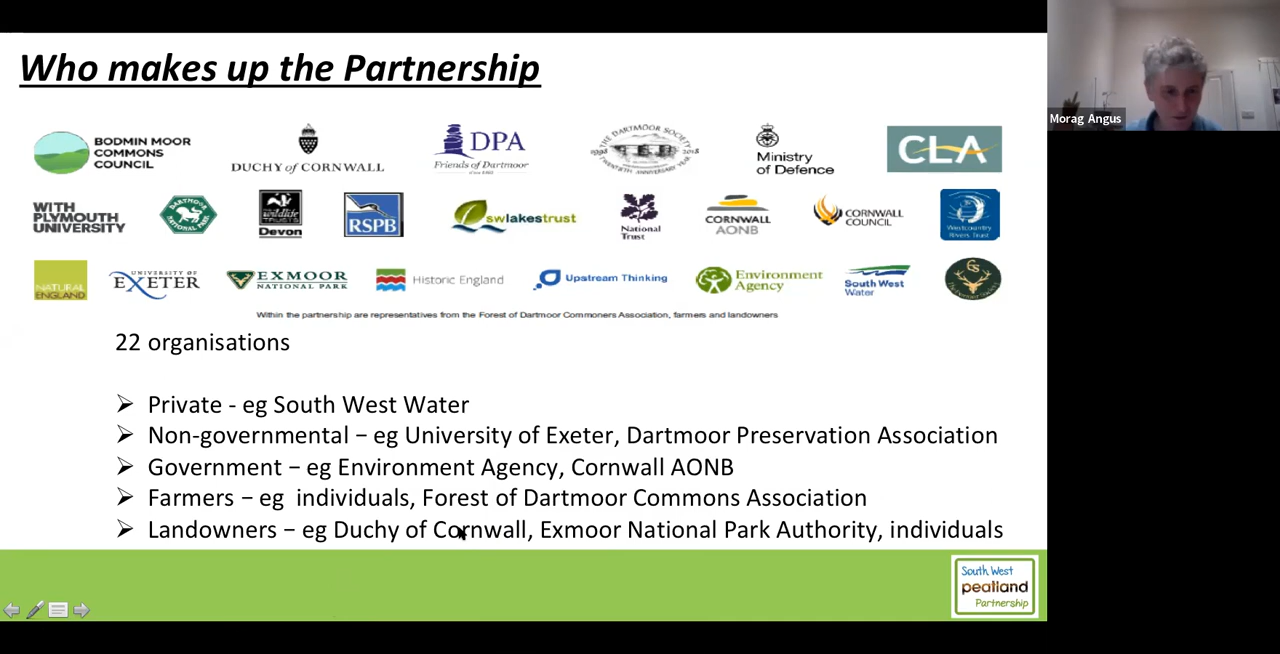 Who makes up the Partnership
Morag Angus
BODMIN MOOR
COMMONS
COUNCIL
DUCHY of CORNWALL
DPA
Friends of Dartmoor
THE DARTMOOR SOCIETY
1998
2018
Ministry
of Defence
CLA
WITH
PLYMOUTH
UNIVERSITY
DARTMOOR
NATIONAL PARK
wildlife
Devon
RSPB
swlakestrust
National
Trust
CORNWALL
AONB
CORNWALL
COUNCIL
Westcountry
Rivers Trust
NATURAL
ENGLAND
UNIVERSITY OF
EXETER
EXMOOR
NATIONAL PARK
Historic England
Upstream Thinking
Environment
Agency
South West
Water
Within the partnership are representatives from the Forest of Dartmoor Commoners Association, farmers and landowners
22 organisations
➢ Private - eg South West Water
➢ Non-governmental – eg University of Exeter, Dartmoor Preservation Association
➢ Government – eg Environment Agency, Cornwall AONB
➢ Farmers – eg individuals, Forest of Dartmoor Commons Association
➢ Landowners – eg Duchy of Cornwall, Exmoor National Park Authority, individuals
South West
peatland
Partnership